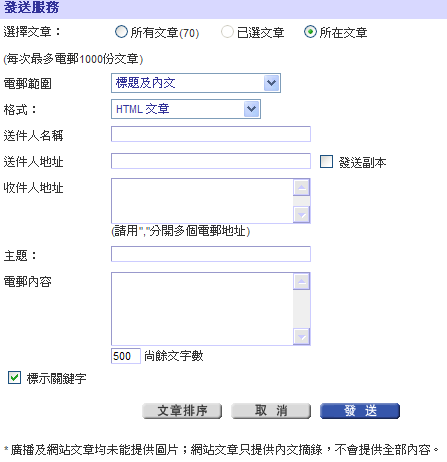 發送服務
選擇文章： 所有文章(70) 已選文章 所在文章
(每次最多電郵1000份文章)
電郵範圍 標題及內文
格式： HTML 文章
送件人名稱
送件人地址 發送副本
收件人地址
(請用","分開多個電郵地址)
主題：
電郵內容
500 尚餘文字數
標示關鍵字
文章排序 取 消 發 送
* 廣播及網站文章均未能提供圖片；網站文章只提供內文摘錄，不會提供全部內容。